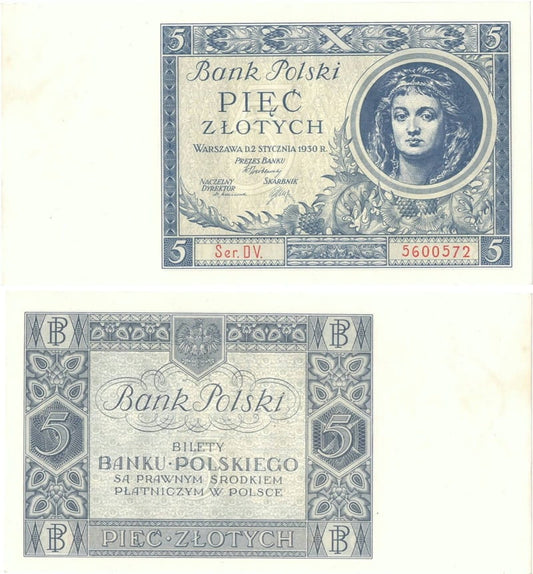 5 5
Bank Polski
PIĘĆ
ZŁOTYCH
WARSZAWA D.2 STYCZNIA 1930 R.
PREZES BANKU
NACZELNY DYREKTOR SKARBNIK
5 Ser. DV. 5600572 5
BP BP
Bank Polski
5 5
BILETY
BANKU·POLSKIEGO
SĄ PRAWNYM ŚRODKIEM
PŁATNICZYM W POLSCE
BP PIĘĆ·ZŁOTYCH BP